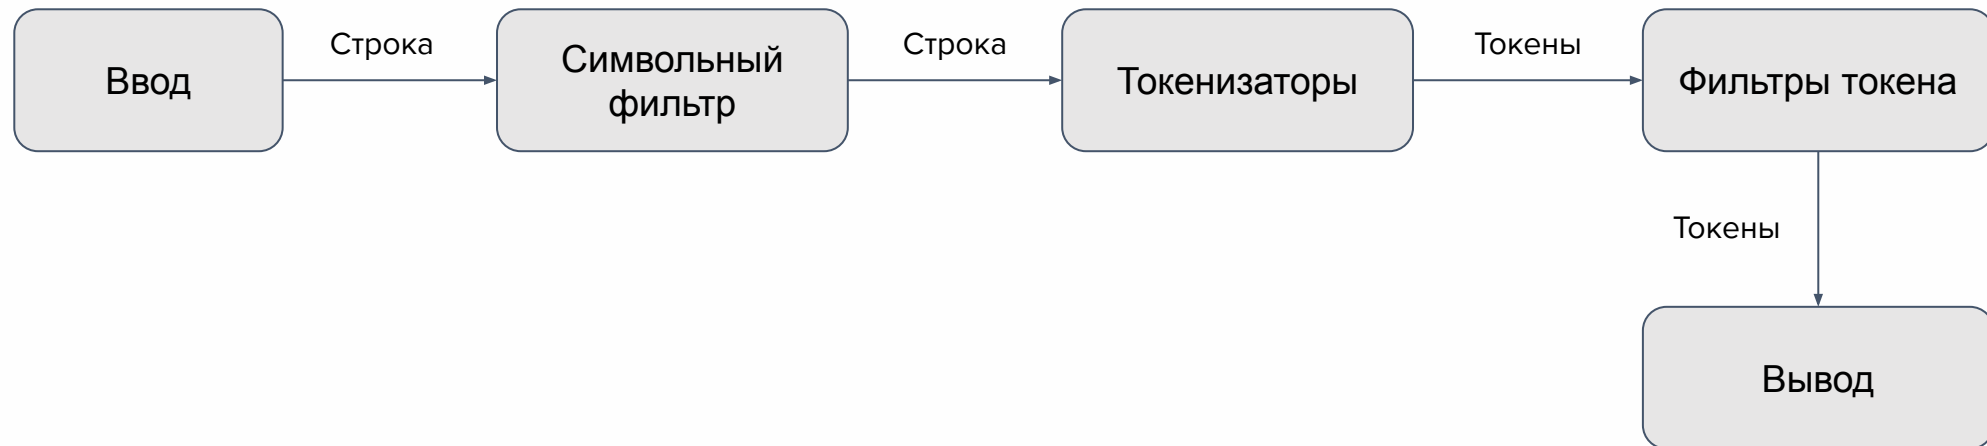 Ввод
Строка
Символьный
фильтр
Строка
Токенизаторы
Токены
Фильтры токена
Токены
Вывод